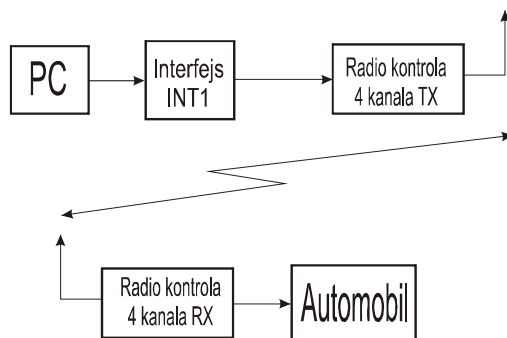 PC
Interfejs
INT1
Radio kontrola
4 kanala TX
Radio kontrola
4 kanala RX
Automobil